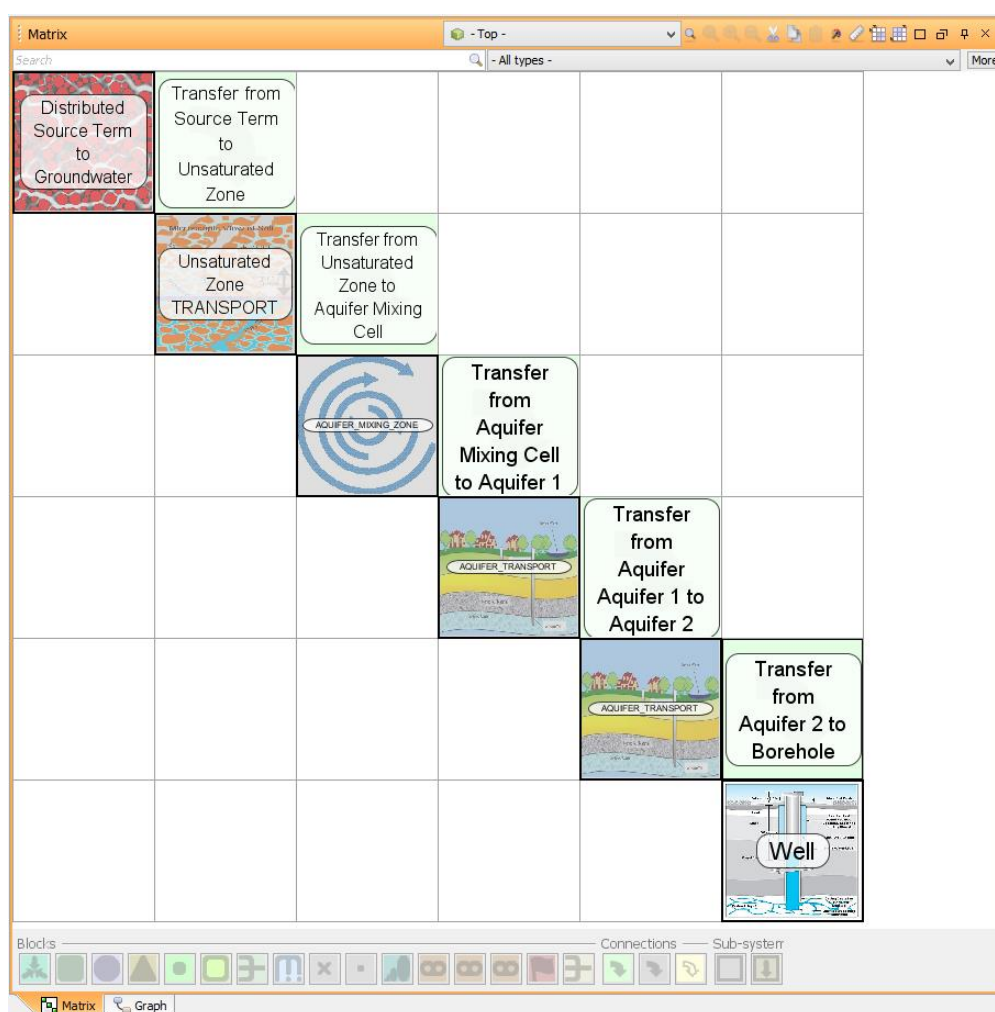 Matrix
- Top -
Search
- All types -
More
Distributed
Source Term
to
Groundwater
Transfer from
Source Term
to
Unsaturated
Zone
Unsaturated
Zone
TRANSPORT
Transfer from
Unsaturated
Zone to
Aquifer Mixing
Cell
AQUIFER_MIXING_ZONE
Transfer
from
Aquifer
Mixing Cell
to Aquifer 1
AQUIFER_TRANSPORT
Transfer
from
Aquifer
Aquifer 1 to
Aquifer 2
AQUIFER_TRANSPORT
Transfer
from
Aquifer 2 to
Borehole
Well
Blocks
Connections
Sub-system
Matrix
Graph